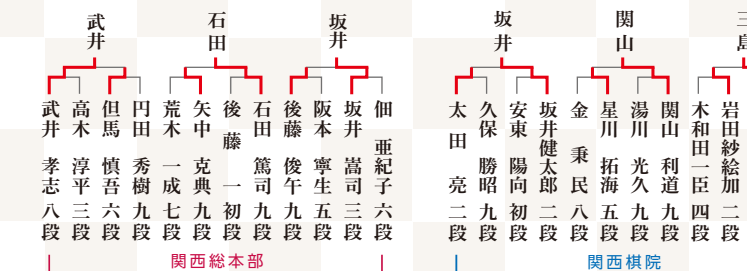 武井
石田
坂井
坂井
関山
三島
武井 孝志 八段
高木 淳平 三段
但馬 慎吾 六段
円田 秀樹 九段
荒木 一成 七段
矢中 克典 九段
後藤 一 初段
石田 篤司 九段
後藤 俊午 九段
阪本 寧生 五段
坂井 嵩司 三段
佃 亜紀子 六段
太田 亮 二段
久保 勝昭 九段
安東 陽向 初段
坂井健太郎 二段
金 秉民 八段
星川 拓海 五段
湯川 光久 九段
関山 利道 九段
木和田一臣 四段
岩田紗絵加 二段
関西総本部
関西棋院